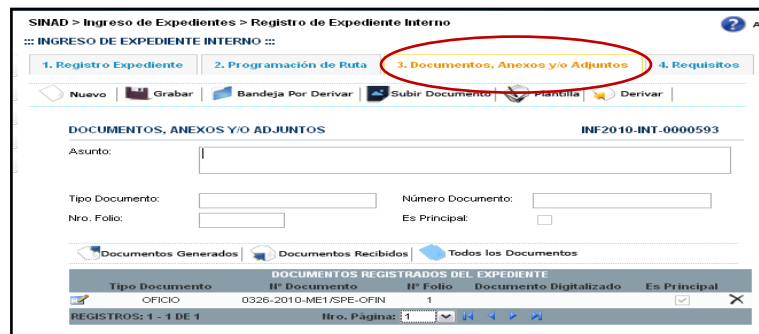 SINAD > Ingreso de Expedientes > Registro de Expediente Interno
::: INGRESO DE EXPEDIENTE INTERNO :::
1. Registro Expediente 2. Programación de Ruta 3. Documentos, Anexos y/o Adjuntos 4. Requisitos
Nuevo Grabar Bandeja Por Derivar Subir Documento Plantilla Derivar
DOCUMENTOS, ANEXOS Y/O ADJUNTOS INF2010-INT-0000593
Asunto:
Tipo Documento: Número Documento:
Nro. Folio: Es Principal:
Documentos Generados Documentos Recibidos Todos los Documentos
DOCUMENTOS REGISTRADOS DEL EXPEDIENTE
Tipo Documento Nº Documento Nº Folio Documento Digitalizado Es Principal
OFICIO 0326-2010-ME1/SPE-OFIN 1
REGISTROS: 1 - 1 DE 1 Nro. Página: 1